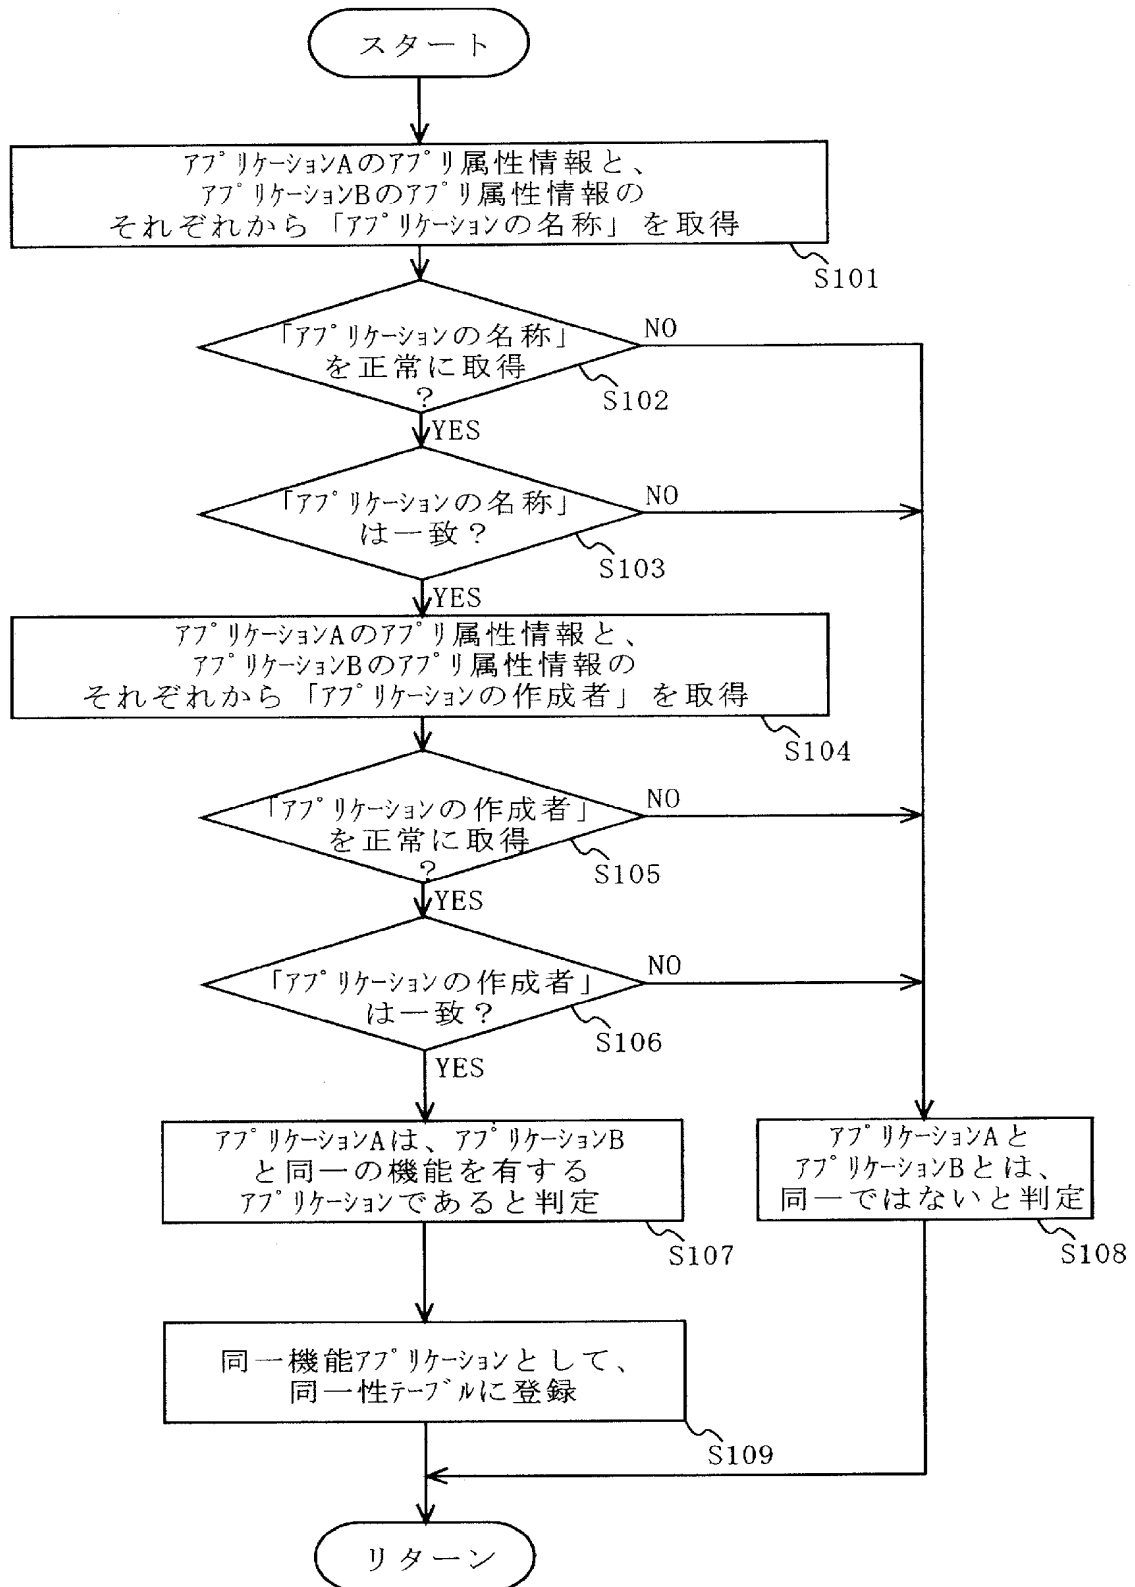 スタート
アプリケーションAのアプリ属性情報と、
アプリケーションBのアプリ属性情報の
それぞれから「アプリケーションの名称」を取得
S101
「アプリケーションの名称」
を正常に取得
?
NO
S102
YES
「アプリケーションの名称」
は一致?
NO
S103
YES
アプリケーションAのアプリ属性情報と、
アプリケーションBのアプリ属性情報の
それぞれから「アプリケーションの作成者」を取得
S104
「アプリケーションの作成者」
を正常に取得
?
NO
S105
YES
「アプリケーションの作成者」
は一致?
NO
S106
YES
アプリケーションAは、アプリケーションB
と同一の機能を有する
アプリケーションであると判定
S107
アプリケーションAと
アプリケーションBとは、
同一ではないと判定
S108
同一機能アプリケーションとして、
同一性テーブルに登録
S109
リターン